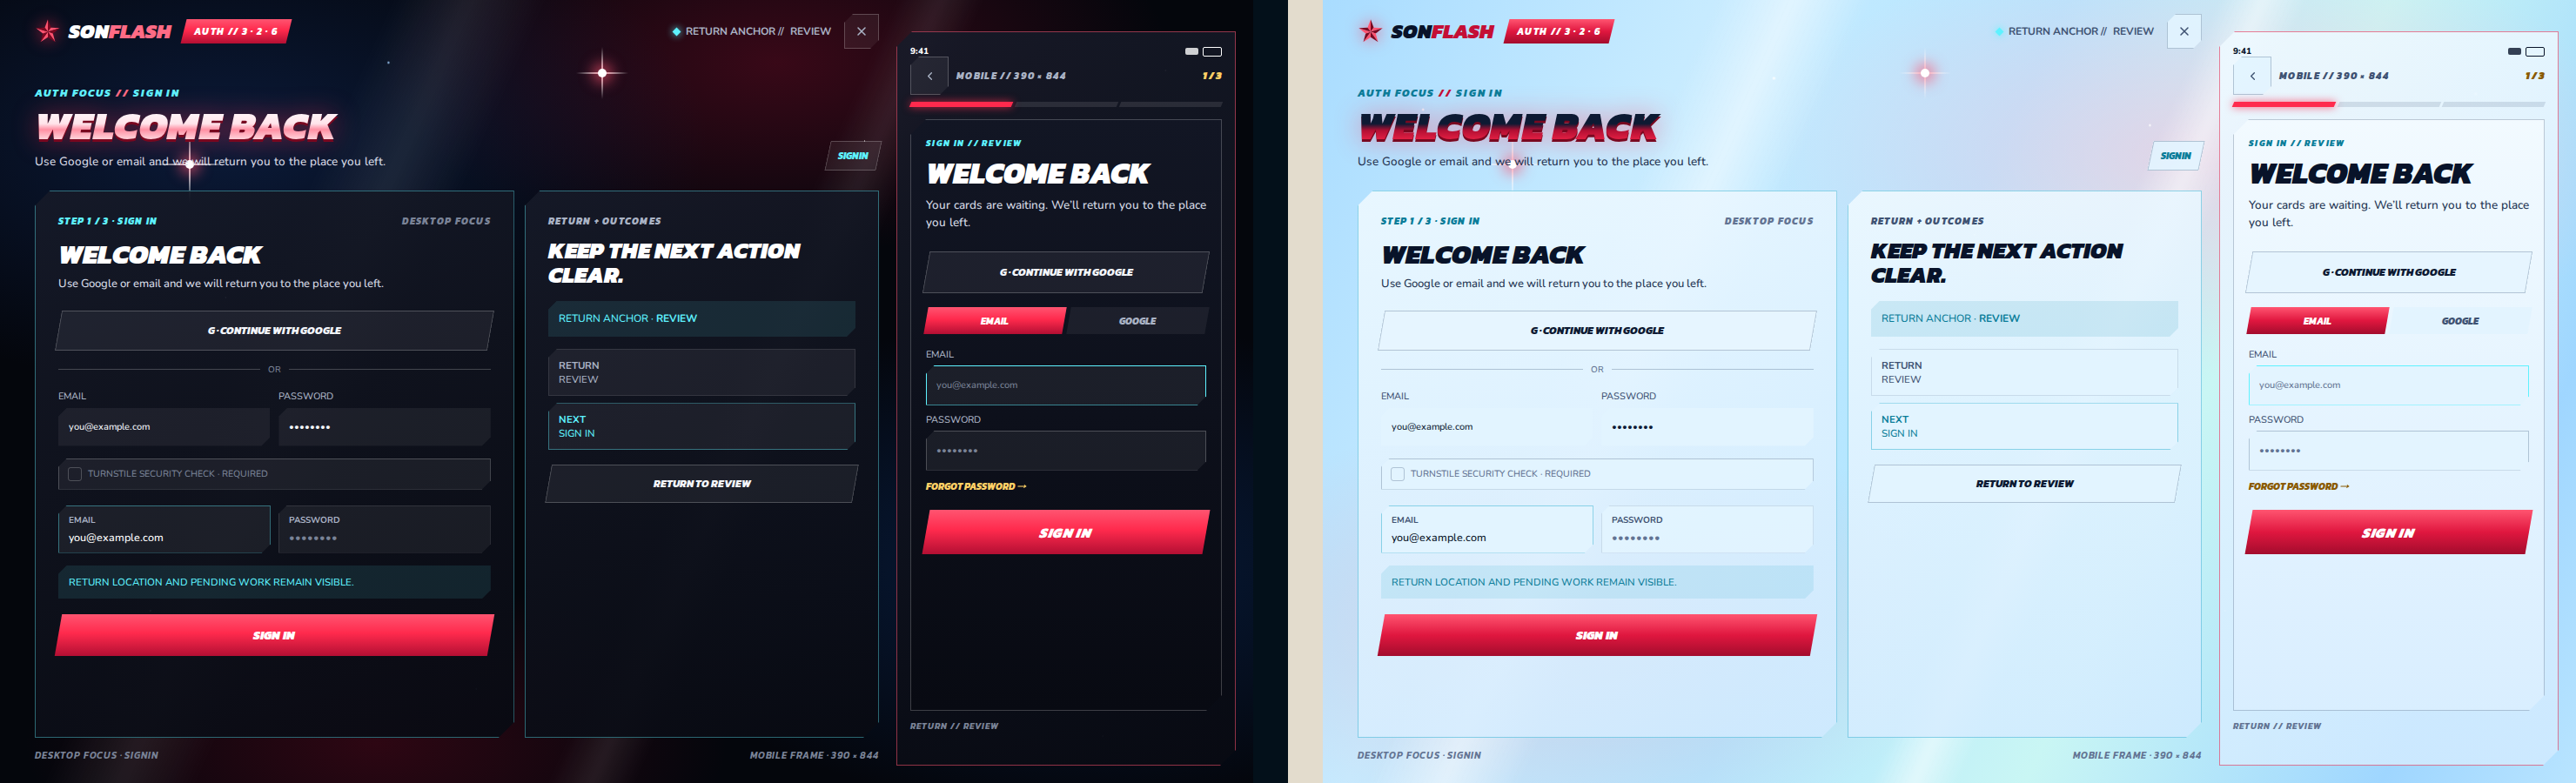 SONFLASH
AUTH // 3 · 2 · 6
RETURN ANCHOR // REVIEW
×
AUTH FOCUS // SIGN IN
WELCOME BACK
Use Google or email and we will return you to the place you left.
SIGNIN
STEP 1 / 3 · SIGN IN
DESKTOP FOCUS
WELCOME BACK
Use Google or email and we will return you to the place you left.
G · CONTINUE WITH GOOGLE
OR
EMAIL
PASSWORD
you@example.com
••••••••
TURNSTILE SECURITY CHECK · REQUIRED
EMAIL
you@example.com
PASSWORD
••••••••
RETURN LOCATION AND PENDING WORK REMAIN VISIBLE.
SIGN IN
RETURN + OUTCOMES
KEEP THE NEXT ACTION
CLEAR.
RETURN ANCHOR · REVIEW
RETURN
REVIEW
NEXT
SIGN IN
RETURN TO REVIEW
DESKTOP FOCUS · SIGNIN
MOBILE FRAME · 390 × 844
9:41
‹
MOBILE // 390 × 844
1/3
SIGN IN // REVIEW
WELCOME BACK
Your cards are waiting. We’ll return you to the place
you left.
G · CONTINUE WITH GOOGLE
EMAIL
GOOGLE
EMAIL
you@example.com
PASSWORD
••••••••
FORGOT PASSWORD →
SIGN IN
RETURN // REVIEW
SONFLASH
AUTH // 3 · 2 · 6
RETURN ANCHOR // REVIEW
×
AUTH FOCUS // SIGN IN
WELCOME BACK
Use Google or email and we will return you to the place you left.
SIGNIN
STEP 1 / 3 · SIGN IN
DESKTOP FOCUS
WELCOME BACK
Use Google or email and we will return you to the place you left.
G · CONTINUE WITH GOOGLE
OR
EMAIL
PASSWORD
you@example.com
••••••••
TURNSTILE SECURITY CHECK · REQUIRED
EMAIL
you@example.com
PASSWORD
••••••••
RETURN LOCATION AND PENDING WORK REMAIN VISIBLE.
SIGN IN
RETURN + OUTCOMES
KEEP THE NEXT ACTION
CLEAR.
RETURN ANCHOR · REVIEW
RETURN
REVIEW
NEXT
SIGN IN
RETURN TO REVIEW
DESKTOP FOCUS · SIGNIN
MOBILE FRAME · 390 × 844
9:41
‹
MOBILE // 390 × 844
1/3
SIGN IN // REVIEW
WELCOME BACK
Your cards are waiting. We’ll return you to the place
you left.
G · CONTINUE WITH GOOGLE
EMAIL
GOOGLE
EMAIL
you@example.com
PASSWORD
••••••••
FORGOT PASSWORD →
SIGN IN
RETURN // REVIEW